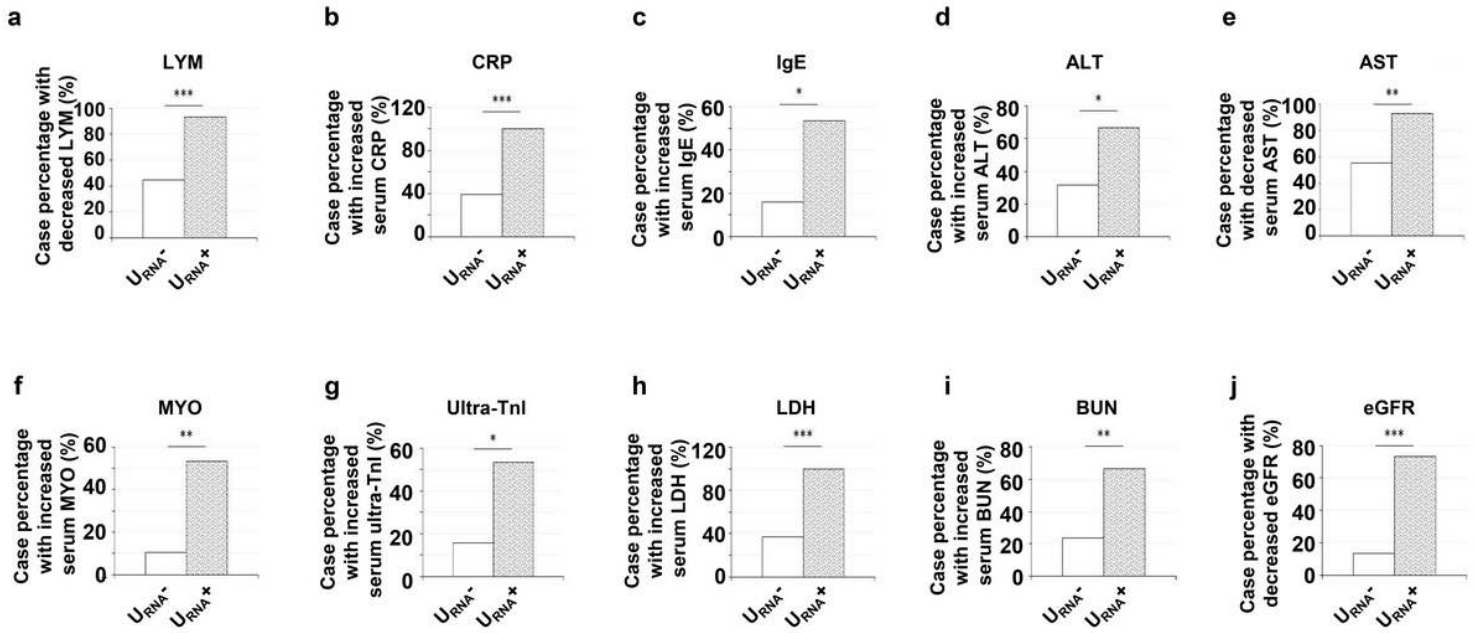 a
LYM
Case percentage with
decreased LYM (%)
100
80
60
40
20
0
***
URNA-
URNA+
b
CRP
Case percentage
with increased
serum CRP (%)
120
80
40
0
***
URNA-
URNA+
c
IgE
Case percentage
with increased
serum IgE (%)
60
40
20
0
*
URNA-
URNA+
d
ALT
Case percentage
with increased
serum ALT (%)
80
60
40
20
0
*
URNA-
URNA+
e
AST
Case percentage
with decreased
serum AST (%)
100
80
60
40
20
0
**
URNA-
URNA+
f
MYO
Case percentage
with increased
serum MYO (%)
60
40
20
0
**
URNA-
URNA+
g
Ultra-TnI
Case percentage
with increased
serum ultra-TnI (%)
60
40
20
0
*
URNA-
URNA+
h
LDH
Case percentage
with increased
serum LDH (%)
120
80
40
0
***
URNA-
URNA+
i
BUN
Case percentage
with increased
serum BUN (%)
80
60
40
20
0
**
URNA-
URNA+
j
eGFR
Case percentage with
decreased eGFR (%)
80
60
40
20
0
***
URNA-
URNA+